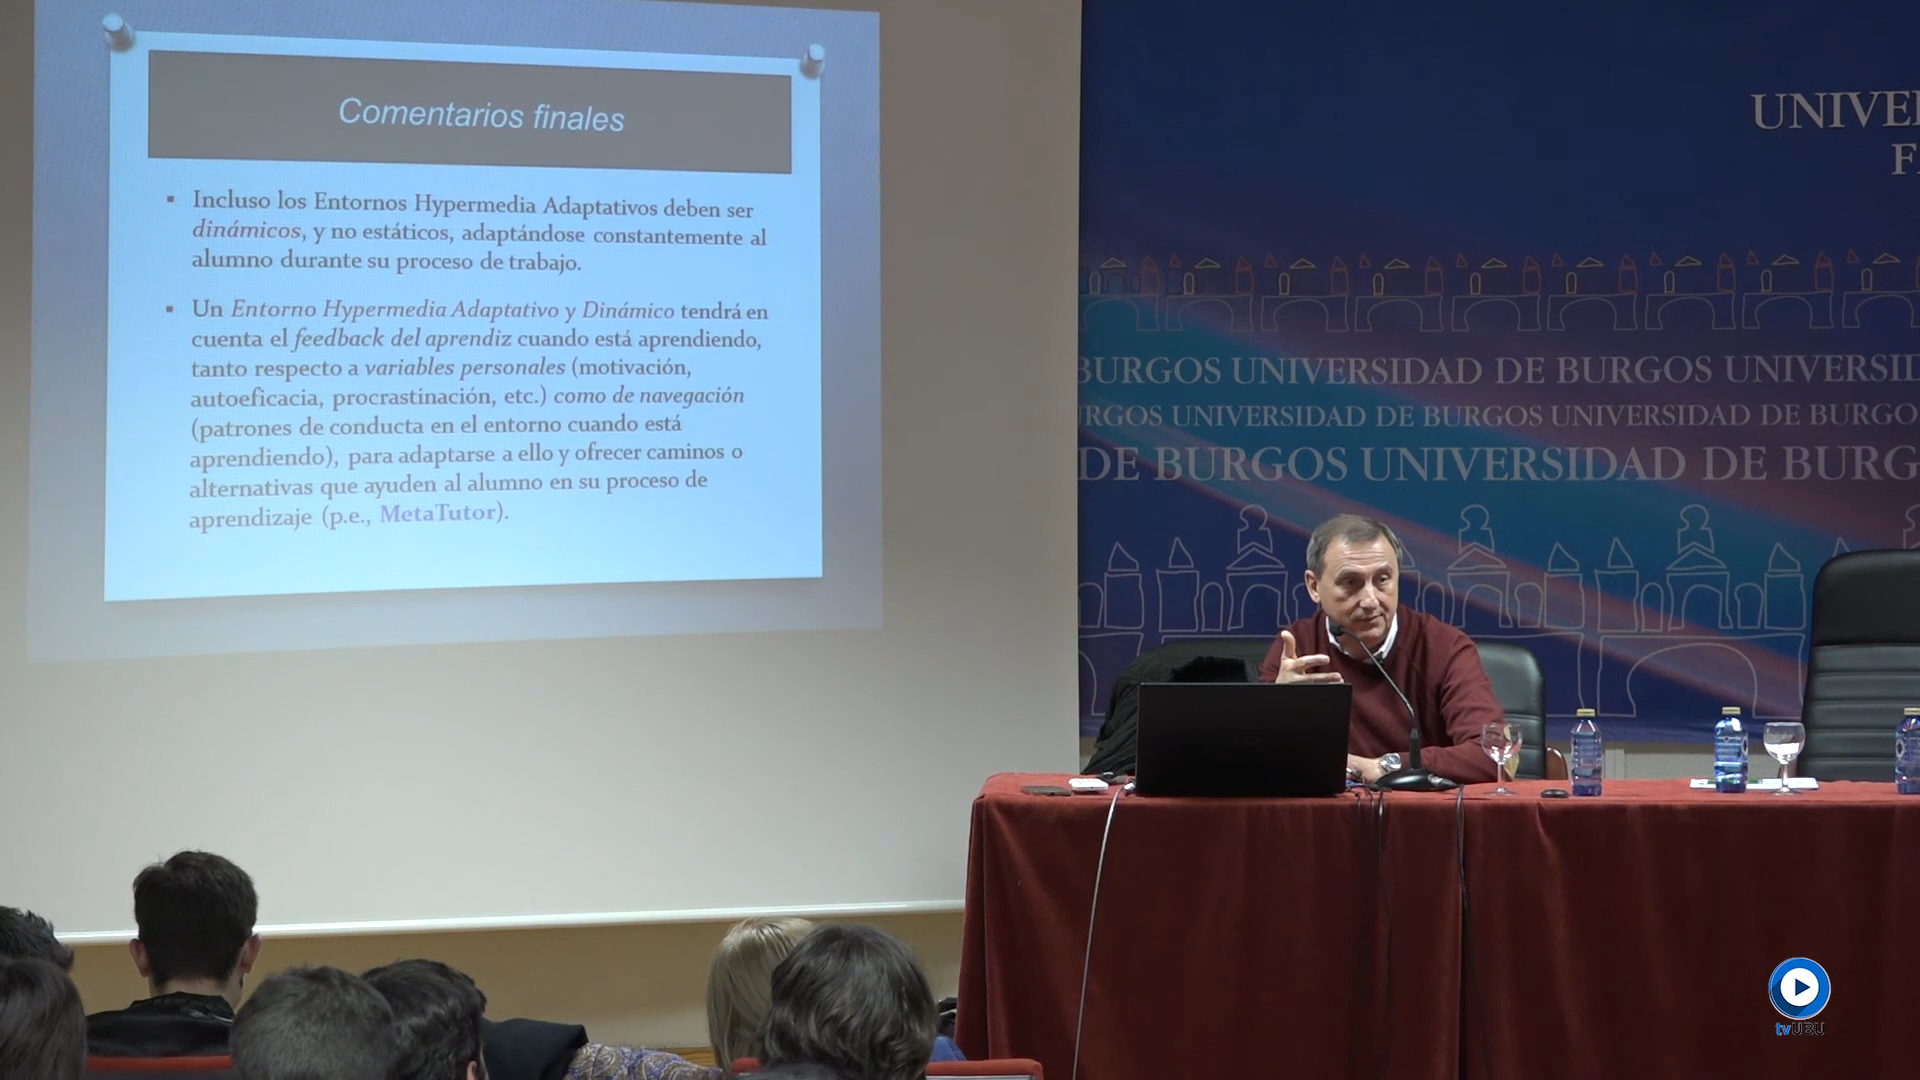 Comentarios finales
▪ Incluso los Entornos Hypermedia Adaptativos deben ser
dinámicos, y no estáticos, adaptándose constantemente al
alumno durante su proceso de trabajo.
▪ Un Entorno Hypermedia Adaptativo y Dinámico tendrá en
cuenta el feedback del aprendiz cuando está aprendiendo,
tanto respecto a variables personales (motivación,
autoeficacia, procrastinación, etc.) como de navegación
(patrones de conducta en el entorno cuando está
aprendiendo), para adaptarse a ello y ofrecer caminos o
alternativas que ayuden al alumno en su proceso de
aprendizaje (p.e., MetaTutor).
UNIVE
F
BURGOS UNIVERSIDAD DE BURGOS UNIVERSI
RGOS UNIVERSIDAD DE BURGOS UNIVERSIDAD DE BURGO
DE BURGOS UNIVERSIDAD DE BURG
tvUBU